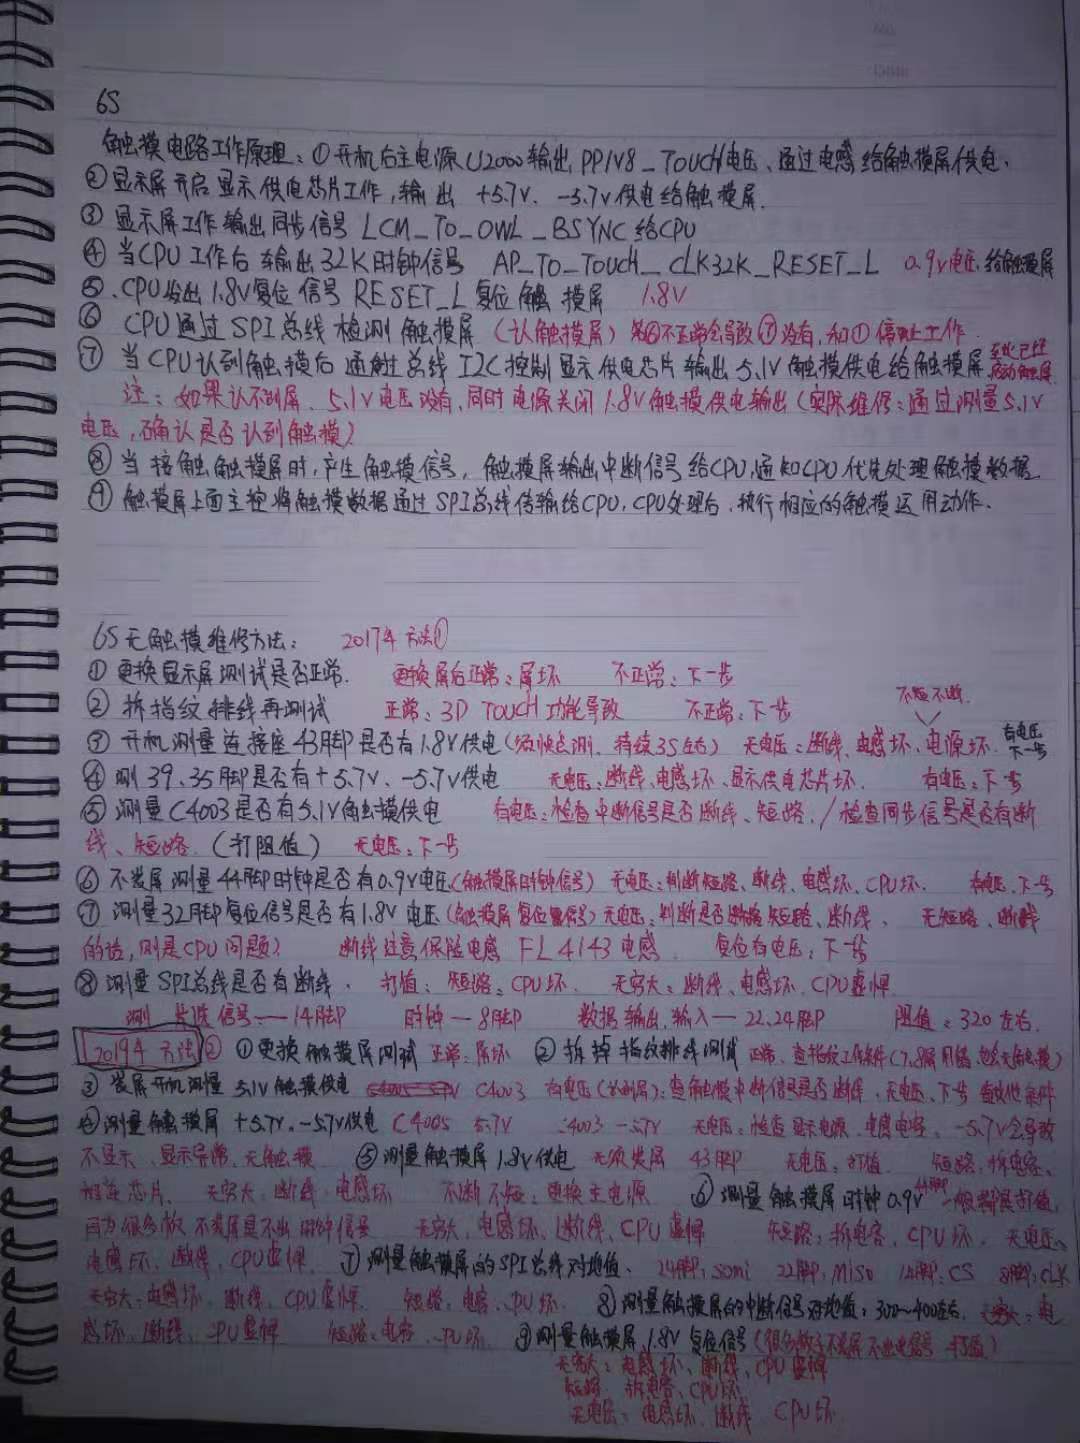 6S
触摸电路工作原理：①开机后主电源U2000输出PP1V8_TOUCH电压、通过电感给触摸屏供电.
②显示屏开启显示供电芯片工作，输出 +5.7V. -5.7V供电给触摸屏.
③ 显示屏工作输出同步信号 LCM_TO_OWL_BSYNC给CPU
④ 当CPU工作后输出32K时钟信号 AP_TO_TOUCH_CLK32K_RESET_L 0.9V电压给触摸屏
⑤.CPU发出1.8V复位信号RESET_L复位触摸屏 1.8V
⑥ CPU通过SPI总线检测触摸屏（认触摸屏）如⑥不正常会导致⑦没有,和①停止工作
⑦ 当CPU认到触摸后通过总线I2C控制显示供电芯片输出5.1V触摸供电给触摸屏
注：如果认不到屏、5.1V电压没有,同时电源关闭1.8V触摸供电输出(实际维修：通过测量5.1V
电压,确认是否认到触摸)
⑧ 当接触触摸屏时,产生触摸信号，触摸屏输出中断信号给CPU,通知CPU优先处理触摸数据
⑨ 触摸屏上面主控将触摸数据通过SPI总线传输给CPU,CPU处理后.执行相应的触摸运用动作.
6S无触摸维修方法： 2017年方法①
①更换显示屏测试是否正常. 更换屏后正常：屏坏 不正常：下一步
② 拆指纹排线再测试 正常：3D TOUCH功能导致 不正常：下一步
不短不断
③ 开机测量连接座43脚是否有1.8V供电(须快点测.持续3S左右) 无电压：断线、电感坏、电源坏. 有电压
下一步
④ 测39.35脚是否有+5.7V.-5.7V供电 无电压：断线、电感坏、显示供电芯片坏. 有电压：下一步
⑤ 测量C4003是否有5.1V触摸供电 有电压：检查中断信号是否断线、短路./检查同步信号是否有断
线、短路.(打阻值) 无电压：下一步
⑥ 不装屏测量44脚时钟是否有0.9V电压(触摸屏时钟信号) 无电压：判断短路、断线、电感坏、CPU坏. 有电压.下一步
⑦ 测量32脚复位信号是否有1.8V电压(触摸屏复位信号)无电压：判断是否短路、断线. 无短路、断线
的话,则是CPU问题) 断线注意保险电感 FL4143电感 复位有电压：下一步
⑧ 测量SPI总线是否有断线. 打值：短路：CPU坏. 无穷大：断线、电感坏.CPU虚焊
测 片选信号—14脚 时钟—8脚 数据输出.输入—22.24脚 阻值：320左右.
2019年方法② ①更换触摸屏测试 正常：屏坏 ②拆掉指纹排线测试 正常.查指纹工作条件
③ 装屏开机测量5.1V触摸供电 C4003 有电压(认到屏)：查触摸中断信号是否断线.无电压.下一步 查其他条件
④测量触摸屏+5.7V.-5.7V供电 C4005 5.7V 4003 -5.7V 无电压：检查显示电源.电感电容. -5.7V会导致
不显示.显示异常.无触摸 ⑤测量触摸屏1.8V供电 无须装屏 43脚 无电压：打值. 短路：拆电容、
相连芯片. 无穷大：断线、电感坏 不断不短：更换主电源 ⑥ 测量触摸屏时钟0.9V 44脚
因为很多板不装屏是不出时钟信号 无穷大：电感坏、断线、CPU虚焊 短路：拆电容.CPU坏. 无电压：
电感坏、断线、CPU虚焊. ⑦测量触摸屏的SPI总线对地值. 24脚：SOMI 22脚：MISO 14脚：CS 8脚：CLK
无穷大：电感坏.断线.CPU虚焊. 短路：电容.CPU坏. ⑧测量触摸屏的中断信号对地值：300~400左右. 无穷大：电
感坏.断线.CPU虚焊 短路：电容.CPU坏. ⑨测量触摸屏1.8V复位信号(很多板子不装屏不出电信号.打值)
无穷大：电感坏、断线、CPU虚焊
短路.拆电容、CPU坏.
无电压：电感坏.断线.CPU坏.